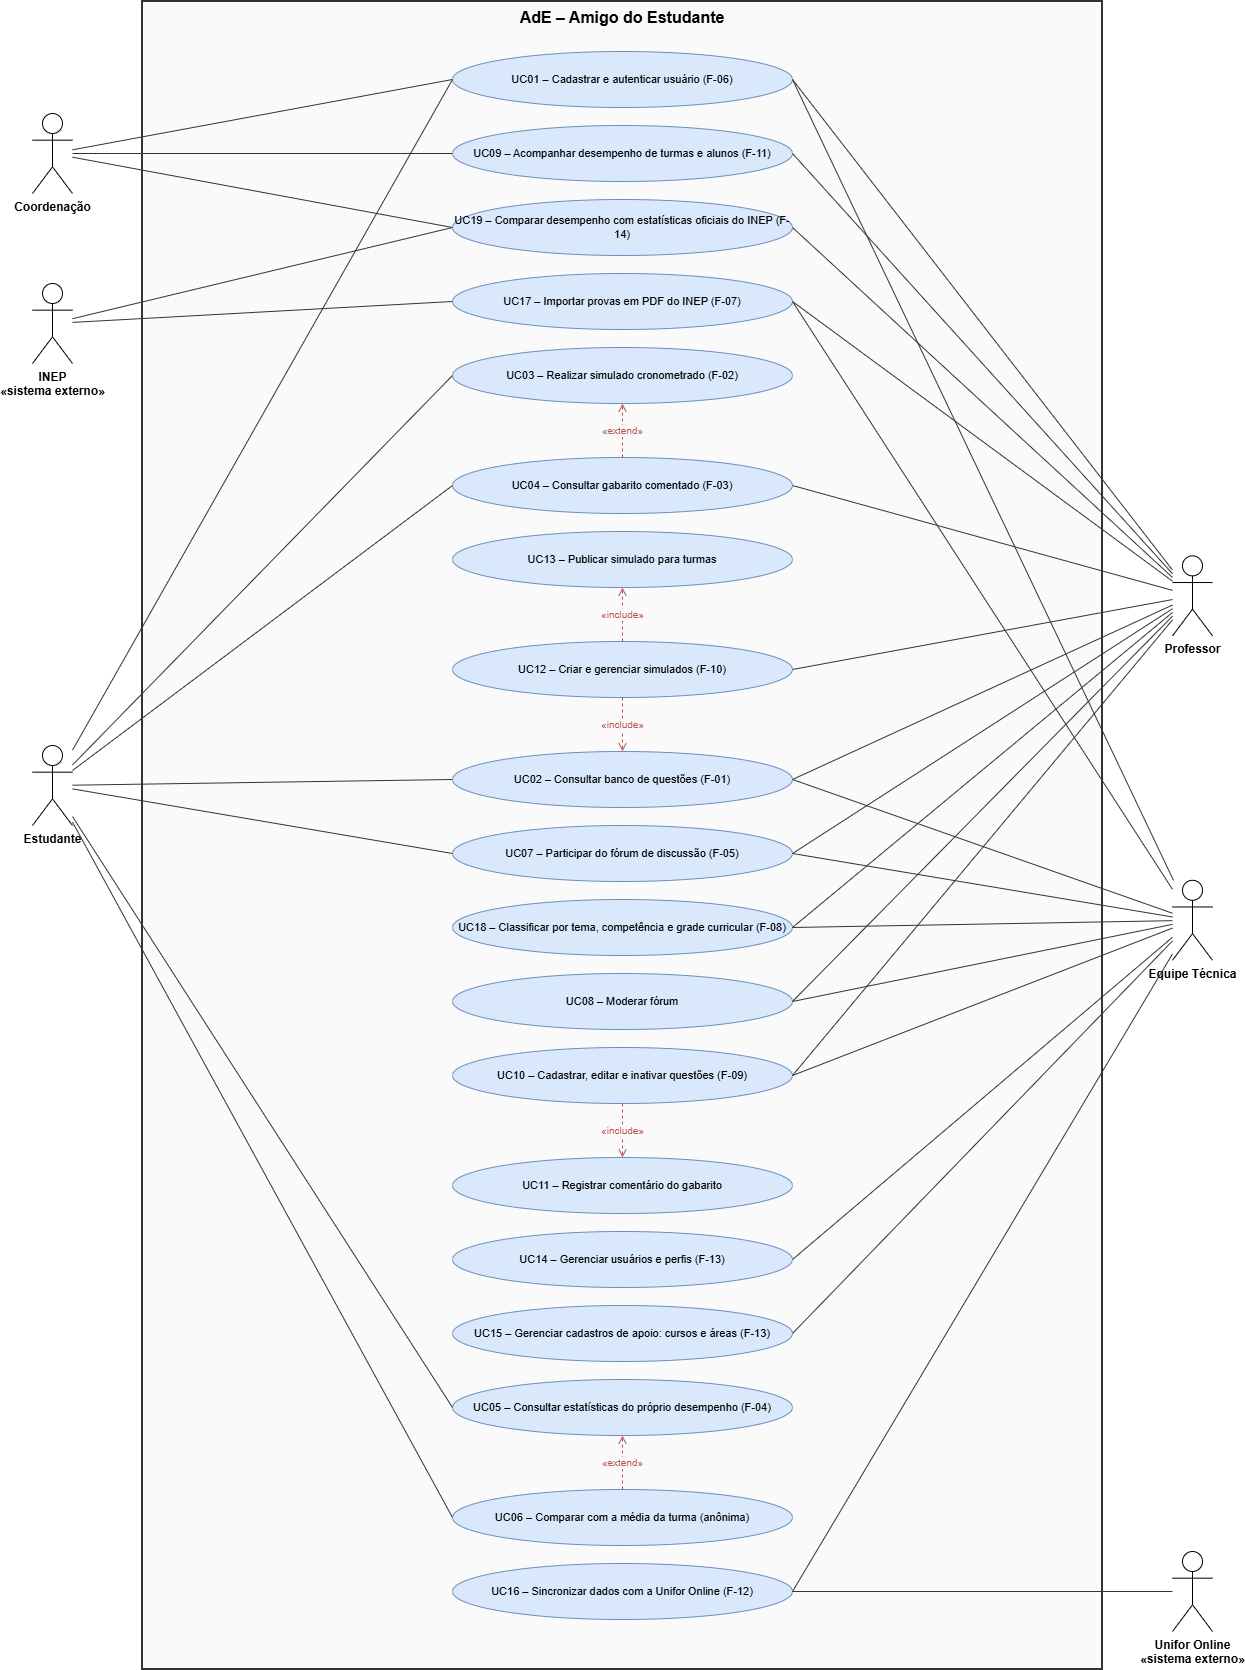 AdE – Amigo do Estudante
UC01 – Cadastrar e autenticar usuário (F-06)
Coordenação
UC09 – Acompanhar desempenho de turmas e alunos (F-11)
UC19 – Comparar desempenho com estatísticas oficiais do INEP (F-
14)
UC17 – Importar provas em PDF do INEP (F-07)
INEP
«sistema externo»
UC03 – Realizar simulado cronometrado (F-02)
«extend»
UC04 – Consultar gabarito comentado (F-03)
UC13 – Publicar simulado para turmas
«include»
Professor
UC12 – Criar e gerenciar simulados (F-10)
«include»
UC02 – Consultar banco de questões (F-01)
Estudante
UC07 – Participar do fórum de discussão (F-05)
UC18 – Classificar por tema, competência e grade curricular (F-08)
Equipe Técnica
UC08 – Moderar fórum
UC10 – Cadastrar, editar e inativar questões (F-09)
«include»
UC11 – Registrar comentário do gabarito
UC14 – Gerenciar usuários e perfis (F-13)
UC15 – Gerenciar cadastros de apoio: cursos e áreas (F-13)
UC05 – Consultar estatísticas do próprio desempenho (F-04)
«extend»
UC06 – Comparar com a média da turma (anônima)
UC16 – Sincronizar dados com a Unifor Online (F-12)
Unifor Online
«sistema externo»